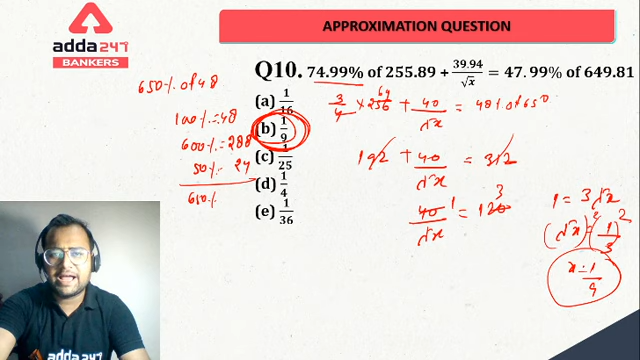 APPROXIMATION QUESTION
adda247
BANKERS
Q10. 74.99% of 255.89 + 39.94/√x = 47.99% of 649.81
(a) 1/16
(b) 1/9
(c) 1/25
(d) 1/4
(e) 1/36
650% of 48
100% = 48
600% = 288
50% = 24
650%
3/4 × 256 64 + 40/√x = 48% of 650
192 + 40/√x = 312
40 1/√x = 120 3
1 = 3√x
(√x)² = (1/3)²
x = 1/9
adda247